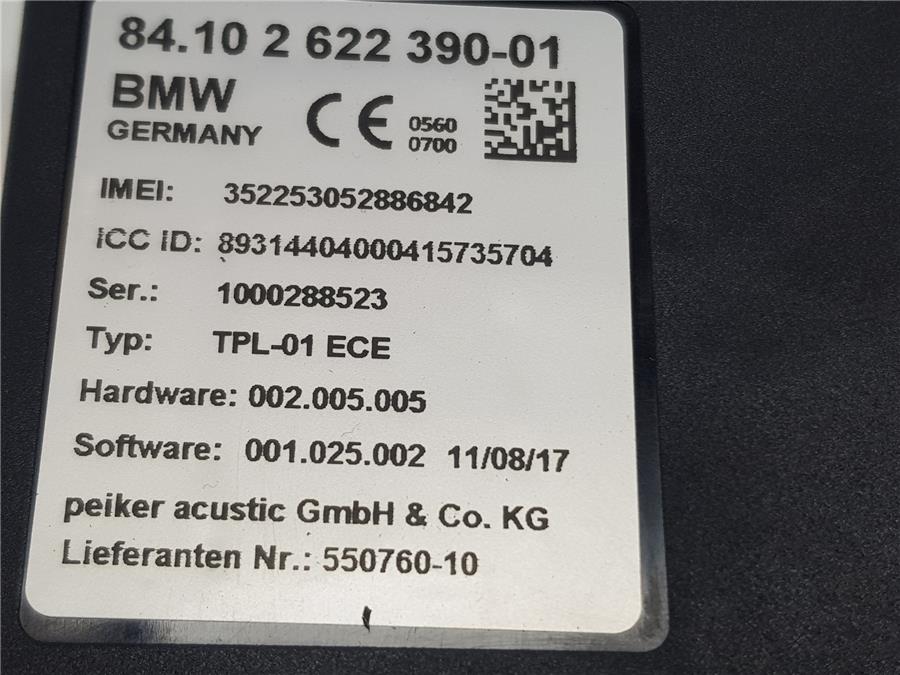 84.10 2 622 390-01
BMW
GERMANY
CE 0560
0700
IMEI: 352253052886842
ICC ID: 89314404000415735704
Ser.: 1000288523
Typ: TPL-01 ECE
Hardware: 002.005.005
Software: 001.025.002 11/08/17
peiker acustic GmbH & Co. KG
Lieferanten Nr.: 550760-10